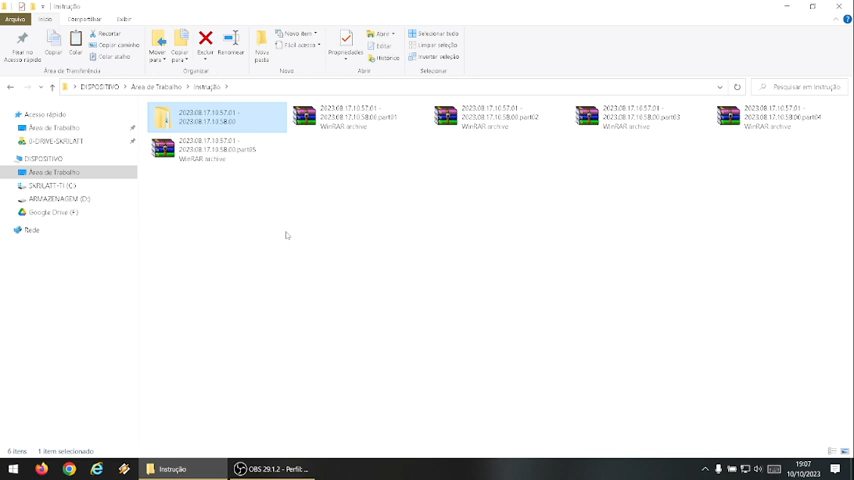 Instrução
Arquivo Início Compartilhar Exibir
Fixar no Acesso rápido
Copiar
Colar
Recortar
Copiar caminho
Colar atalho
Área de Transferência
Mover para
Copiar para
Excluir
Renomear
Organizar
Nova pasta
Novo item
Fácil acesso
Novo
Propriedades
Abrir
Editar
Histórico
Abrir
Selecionar tudo
Limpar seleção
Inverter seleção
Selecionar
DISPOSITIVO > Área de Trabalho > Instrução >
Pesquisar em Instrução
Acesso rápido
Área de Trabalho
0-DRIVE-SKRILATT
DISPOSITIVO
Área de Trabalho
SKRILATT-TI (C:)
ARMAZENAGEM (D:)
Google Drive (F:)
Rede
2023.08.17.10.57.01 -
2023.08.17.10.58.00
2023.08.17.10.57.01 -
2023.08.17.10.58.00.part01
WinRAR archive
2023.08.17.10.57.01 -
2023.08.17.10.58.00.part02
WinRAR archive
2023.08.17.10.57.01 -
2023.08.17.10.58.00.part03
WinRAR archive
2023.08.17.10.57.01 -
2023.08.17.10.58.00.part04
WinRAR archive
2023.08.17.10.57.01 -
2023.08.17.10.58.00.part05
WinRAR archive
6 itens 1 item selecionado
Instrução
OBS 29.1.2 - Perfil: ...
19:07
10/10/2023